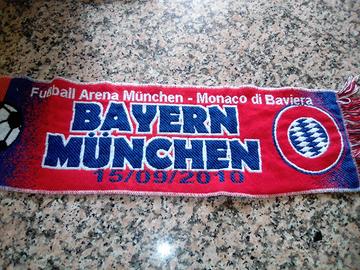 Fußball Arena München - Monaco di Baviera
BAYERN
MÜNCHEN
15/09/2010